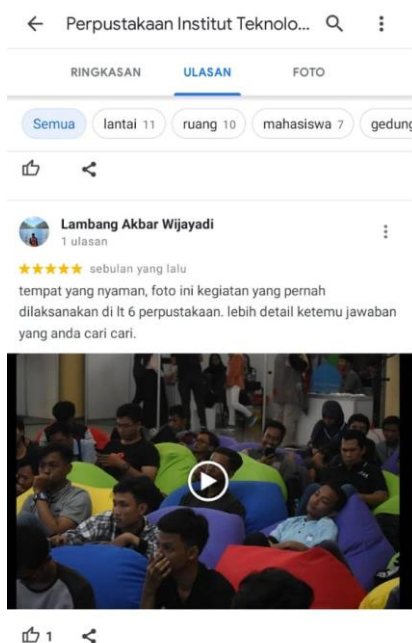 Perpustakaan Institut Teknolo...
RINGKASAN ULASAN FOTO
Semua lantai 11 ruang 10 mahasiswa 7 gedung
Lambang Akbar Wijayadi
1 ulasan
sebulan yang lalu
tempat yang nyaman, foto ini kegiatan yang pernah
dilaksanakan di lt 6 perpustakaan. lebih detail ketemu jawaban
yang anda cari cari.
1